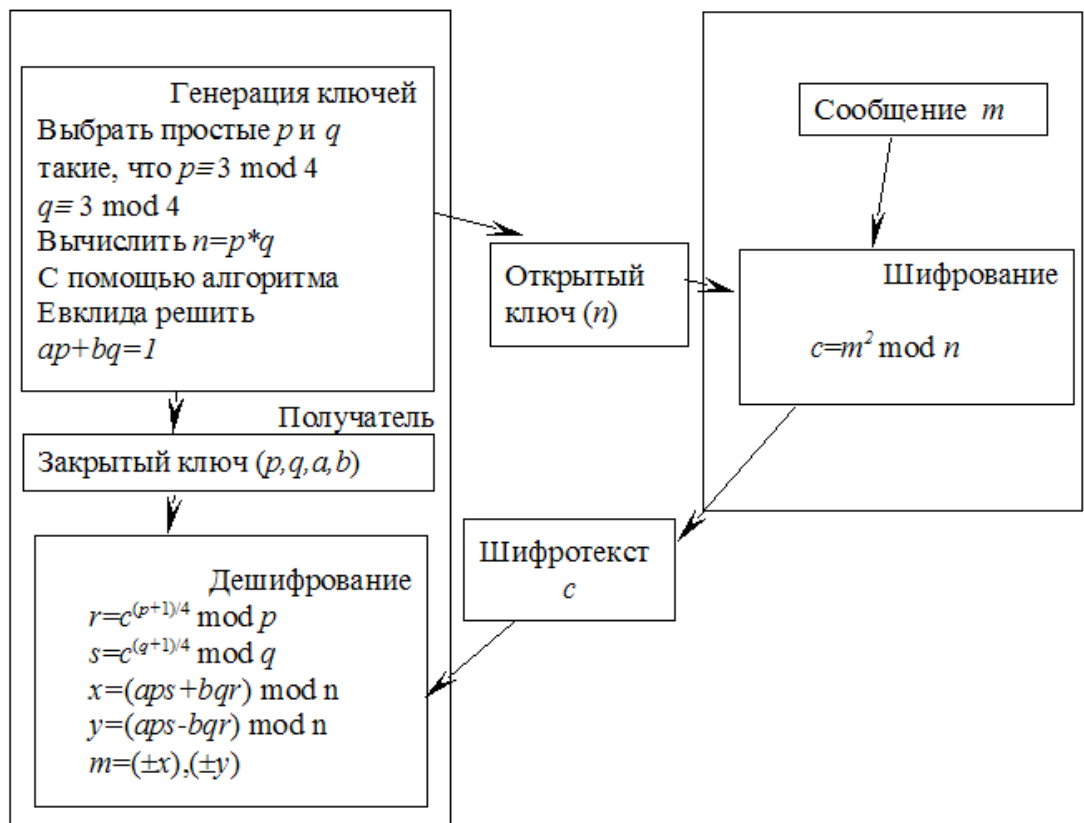 Генерация ключей
Выбрать простые p и q
такие, что p≡3 mod 4
q≡ 3 mod 4
Вычислить n=p*q
С помощью алгоритма
Евклида решить
ap+bq=1
Получатель
Закрытый ключ (p,q,a,b)
Дешифрование
r=c^(p+1)/4 mod p
s=c^(q+1)/4 mod q
x=(aps+bqr) mod n
y=(aps-bqr) mod n
m=(±x),(±y)
Открытый
ключ (n)
Шифротекст
c
Сообщение m
Шифрование
c=m² mod n